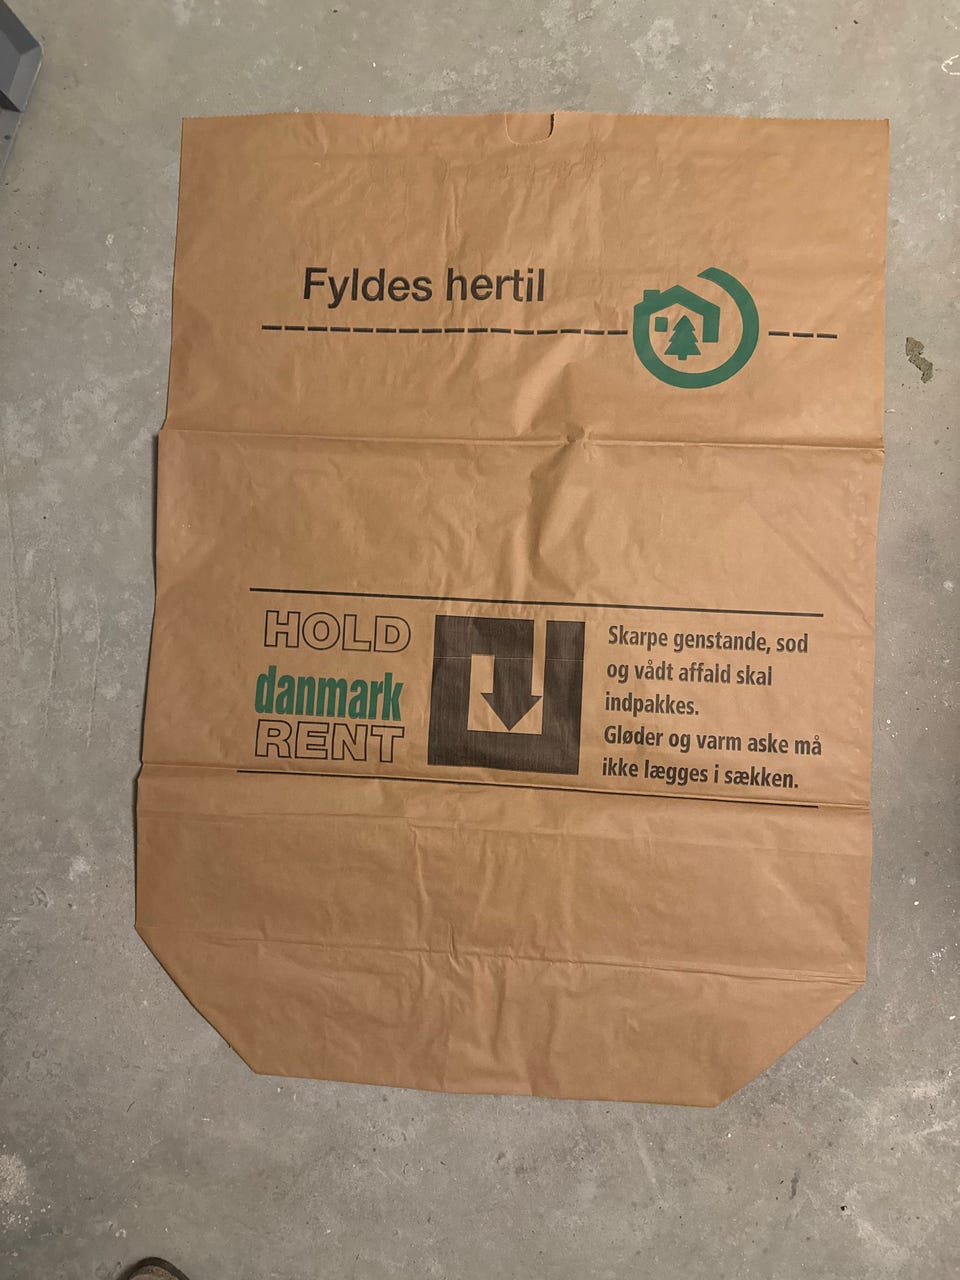 Fyldes hertil
HOLD
danmark
RENT
Skarpe genstande, sod
og vådt affald skal
indpakkes.
Gløder og varm aske må
ikke lægges i sækken.